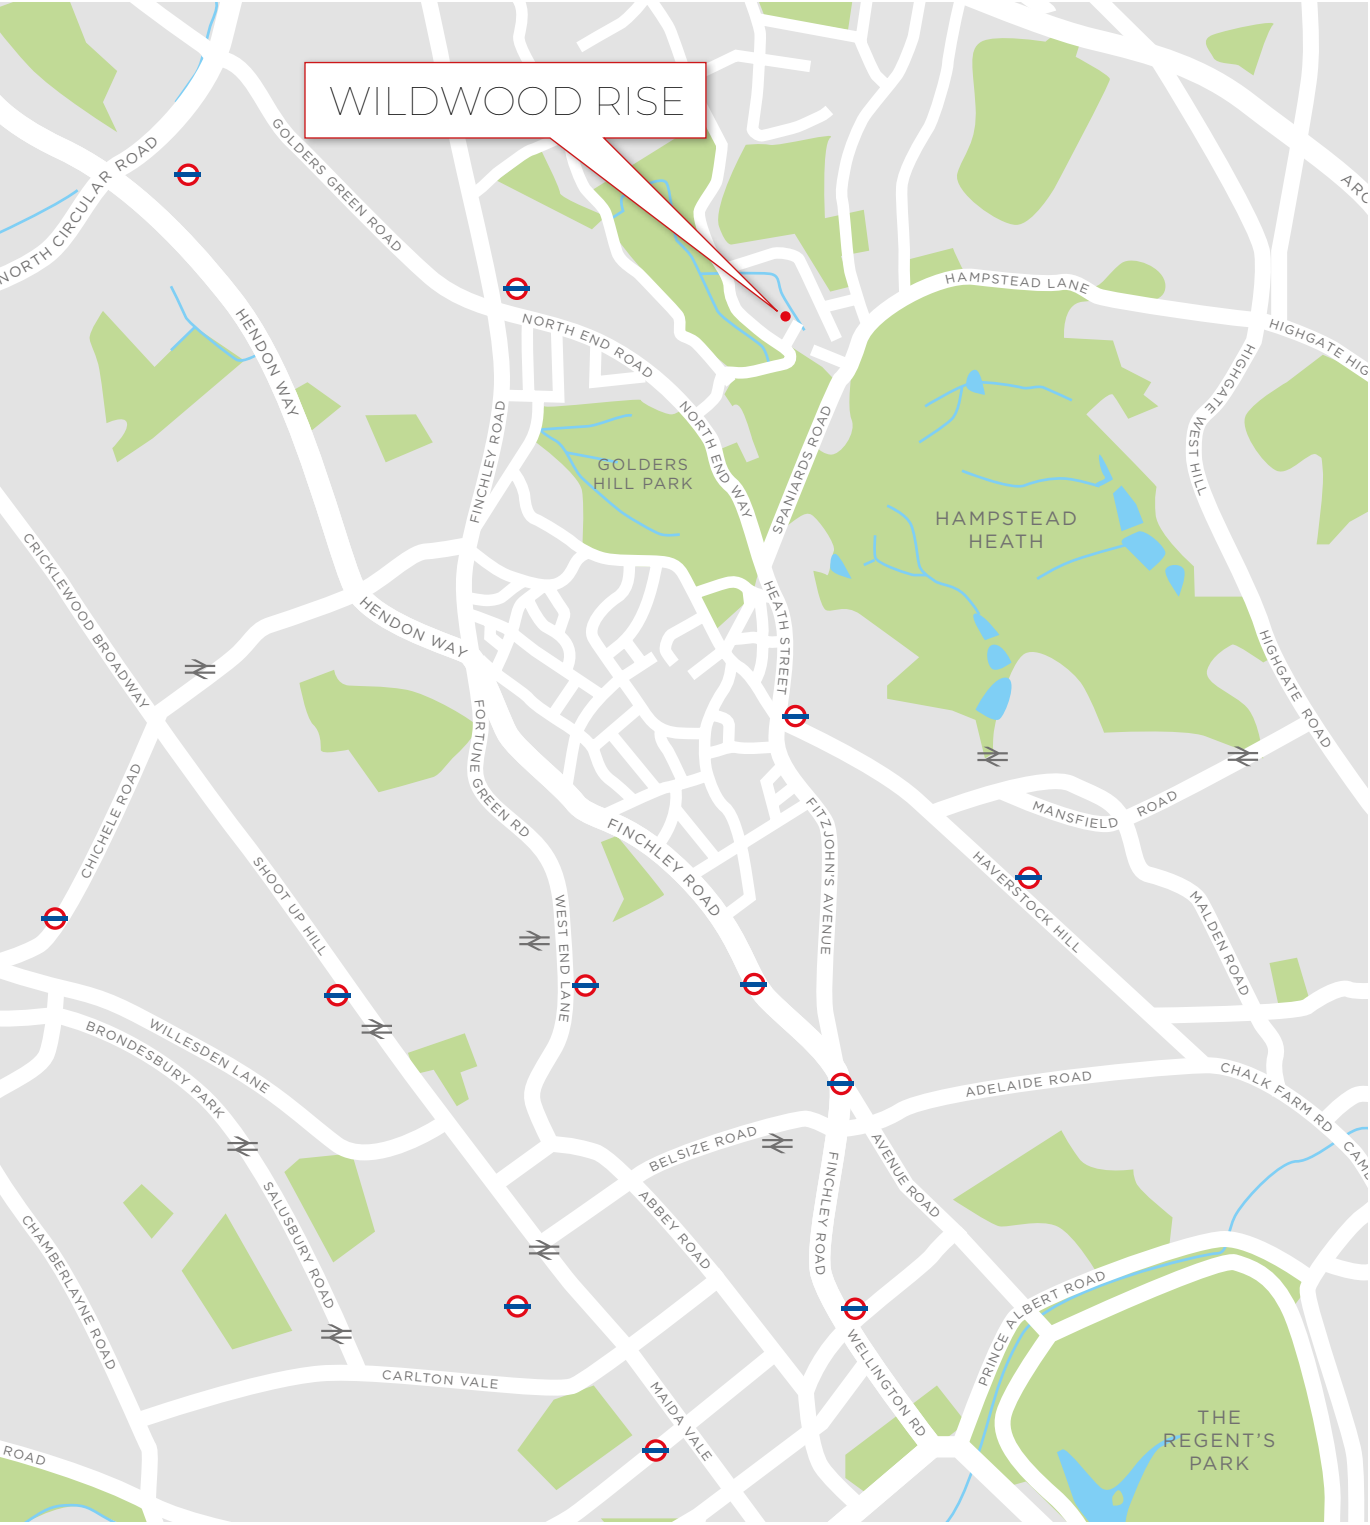 WILDWOOD RISE
NORTH CIRCULAR ROAD
GOLDERS GREEN ROAD
ARC
HAMPSTEAD LANE
HENDON WAY
NORTH END ROAD
HIGHGATE HIG
HIGHGATE WEST HILL
FINCHLEY ROAD
NORTH END WAY
SPANIARDS ROAD
GOLDERS
HILL PARK
HAMPSTEAD
HEATH
CRICKLEWOOD BROADWAY
HENDON WAY
HEATH STREET
HIGHGATE ROAD
FORTUNE GREEN RD
CHICHELE ROAD
MANSFIELD ROAD
FITZJOHN'S AVENUE
FINCHLEY ROAD
SHOOT UP HILL
HAVERSTOCK HILL
WEST END LANE
MALDEN ROAD
WILLESDEN LANE
BRONDESBURY PARK
ADELAIDE ROAD
CHALK FARM RD
CAM
BELSIZE ROAD
AVENUE ROAD
FINCHLEY ROAD
ABBEY ROAD
SALUSBURY ROAD
CHAMBERLAYNE ROAD
PRINCE ALBERT ROAD
WELLINGTON RD
CARLTON VALE
MAIDA VALE
THE
REGENT'S
PARK
ROAD